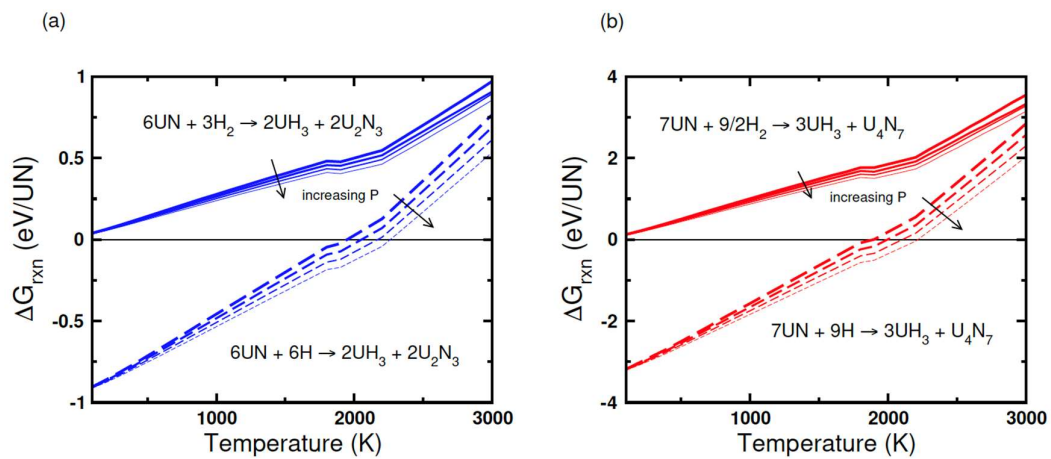 (a)
(b)
1
0.5
0
-0.5
-1
ΔG_rxn (eV/UN)
6UN + 3H₂ → 2UH₃ + 2U₂N₃
increasing P
6UN + 6H → 2UH₃ + 2U₂N₃
1000
2000
3000
Temperature (K)
4
2
0
-2
-4
ΔG_rxn (eV/UN)
7UN + 9/2H₂ → 3UH₃ + U₄N₇
increasing P
7UN + 9H → 3UH₃ + U₄N₇
1000
2000
3000
Temperature (K)